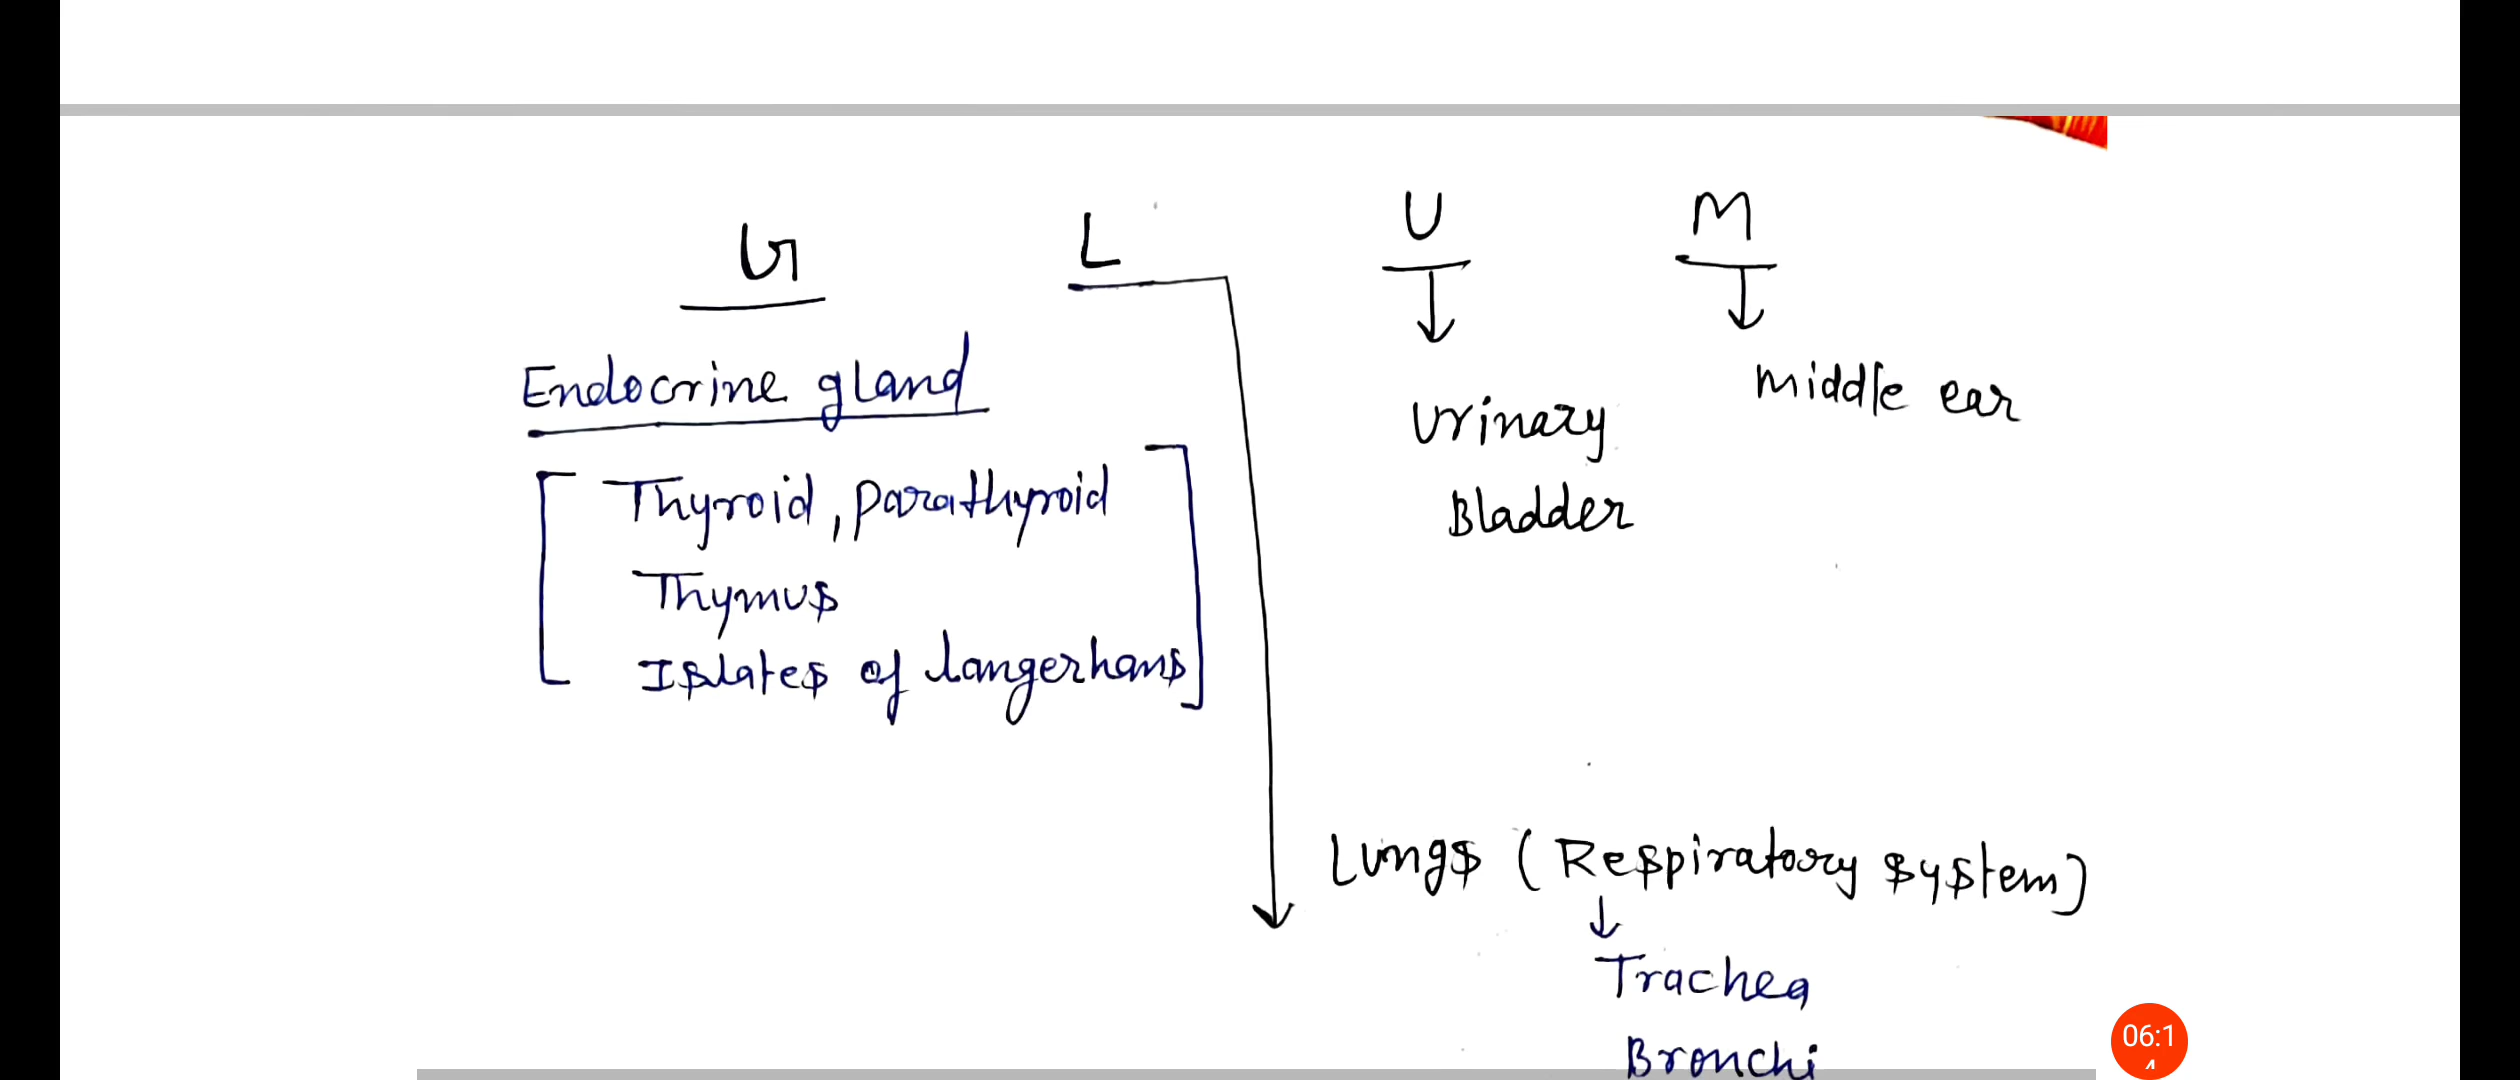 G L U M
Endocrine gland
Thyroid, parathyroid
Thymus
Islates of langerhans
Urinary
Bladder
Middle ear
Lungs (Respiratory system)
Trachea
Bronchi
06:1
4